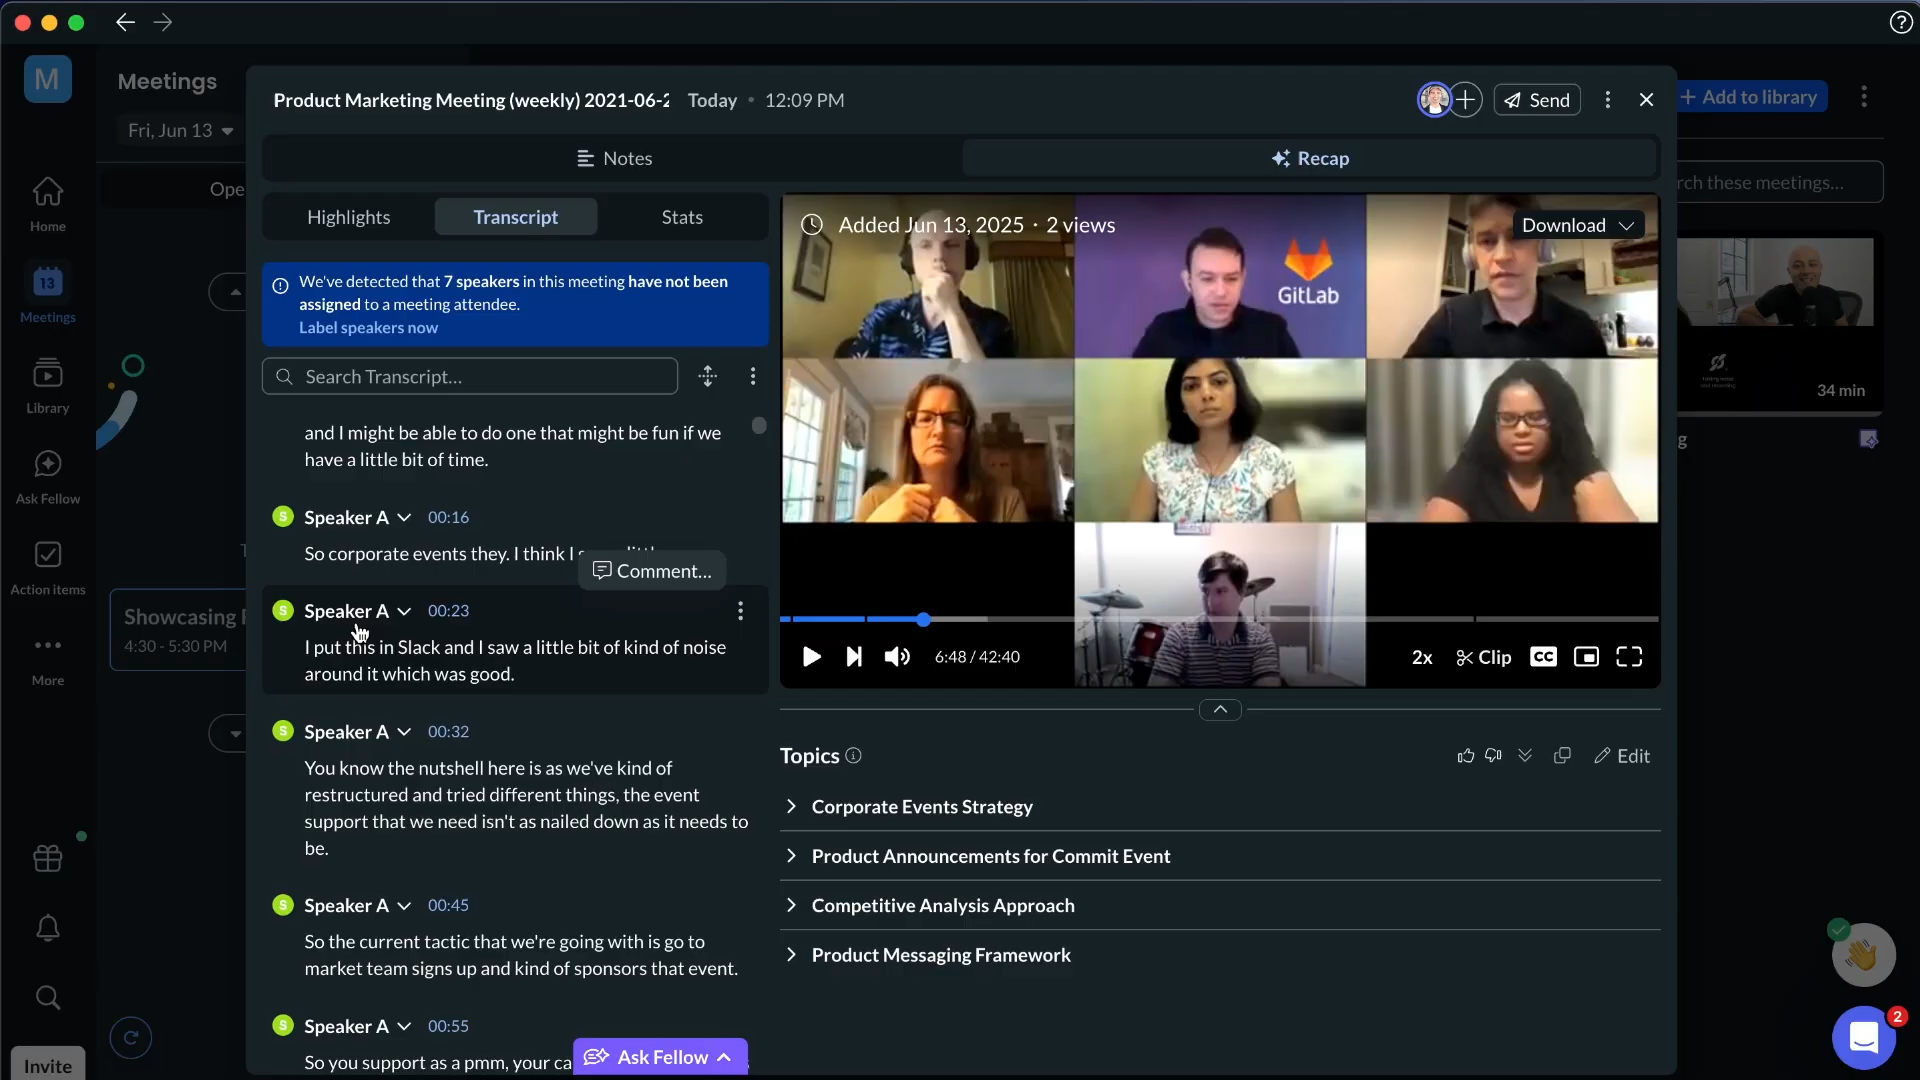 M
Meetings
Fri, Jun 13
Ope
Home
13
Meetings
Library
Ask Fellow
Action items
More
Showcasing
4:30 - 5:30 PM
Invite
Product Marketing Meeting (weekly) 2021-06-2
Today • 12:09 PM
Send
+ Add to library
Notes
Recap
rch these meetings...
Highlights
Transcript
Stats
We've detected that 7 speakers in this meeting have not been
assigned to a meeting attendee.
Label speakers now
Search Transcript...
and I might be able to do one that might be fun if we
have a little bit of time.
S Speaker A 00:16
So corporate events they. I think I
Comment...
S Speaker A 00:23
I put this in Slack and I saw a little bit of kind of noise
around it which was good.
S Speaker A 00:32
You know the nutshell here is as we've kind of
restructured and tried different things, the event
support that we need isn't as nailed down as it needs to
be.
S Speaker A 00:45
So the current tactic that we're going with is go to
market team signs up and kind of sponsors that event.
S Speaker A 00:55
So you support as a pmm, your ca
Ask Fellow
Added Jun 13, 2025 · 2 views
Download
GitLab
6:48 / 42:40
2x
Clip
CC
Topics
Edit
Corporate Events Strategy
Product Announcements for Commit Event
Competitive Analysis Approach
Product Messaging Framework
34 min
g
2